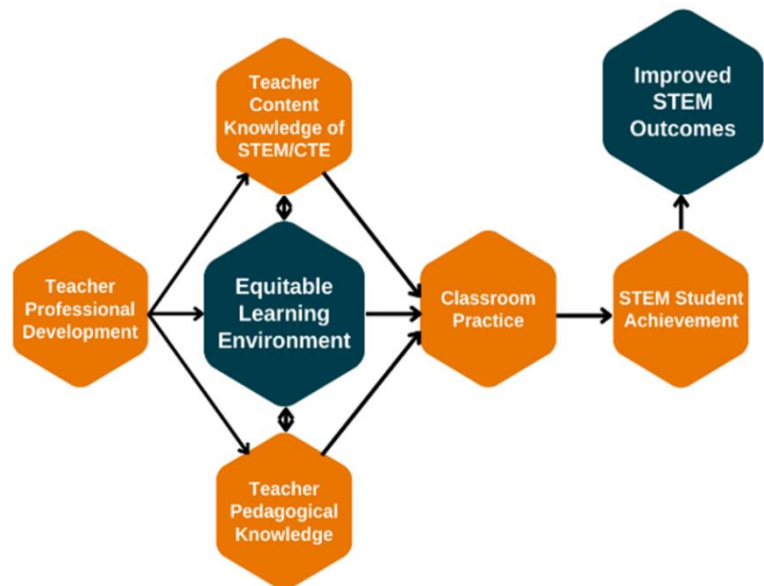 Teacher
Content
Knowledge of
STEM/CTE
Improved
STEM
Outcomes
Teacher
Professional
Development
Equitable
Learning
Environment
Classroom
Practice
STEM Student
Achievement
Teacher
Pedagogical
Knowledge